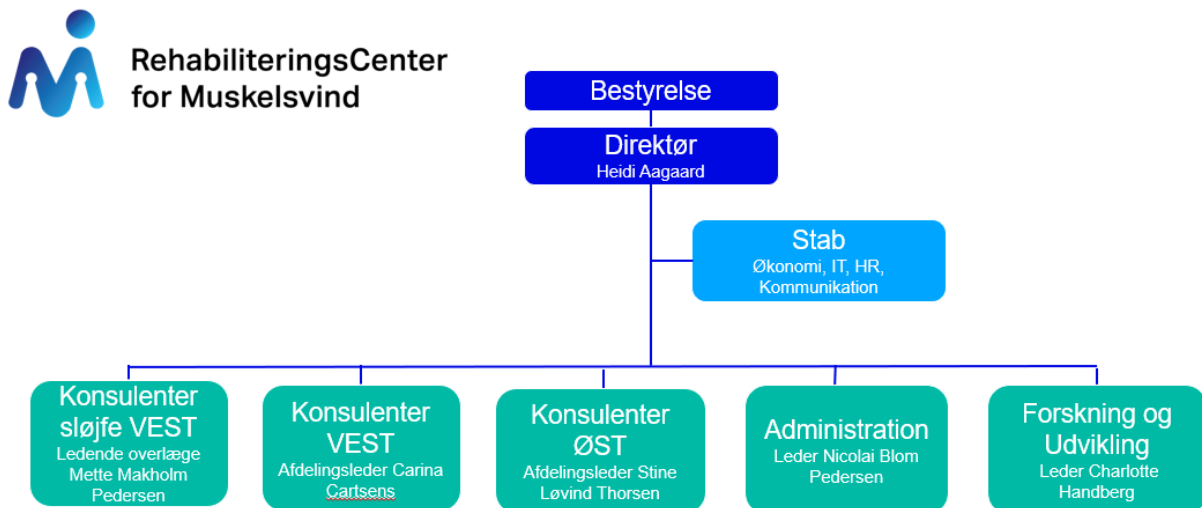 RehabiliteringsCenter
for Muskelsvind
Bestyrelse
Direktør
Heidi Aagaard
Stab
Økonomi, IT, HR,
Kommunikation
Konsulenter
sløjfe VEST
Ledende overlæge
Mette Makholm
Pedersen
Konsulenter
VEST
Afdelingsleder Carina
Cartsens
Konsulenter
ØST
Afdelingsleder Stine
Løvind Thorsen
Administration
Leder Nicolai Blom
Pedersen
Forskning og
Udvikling
Leder Charlotte
Handberg